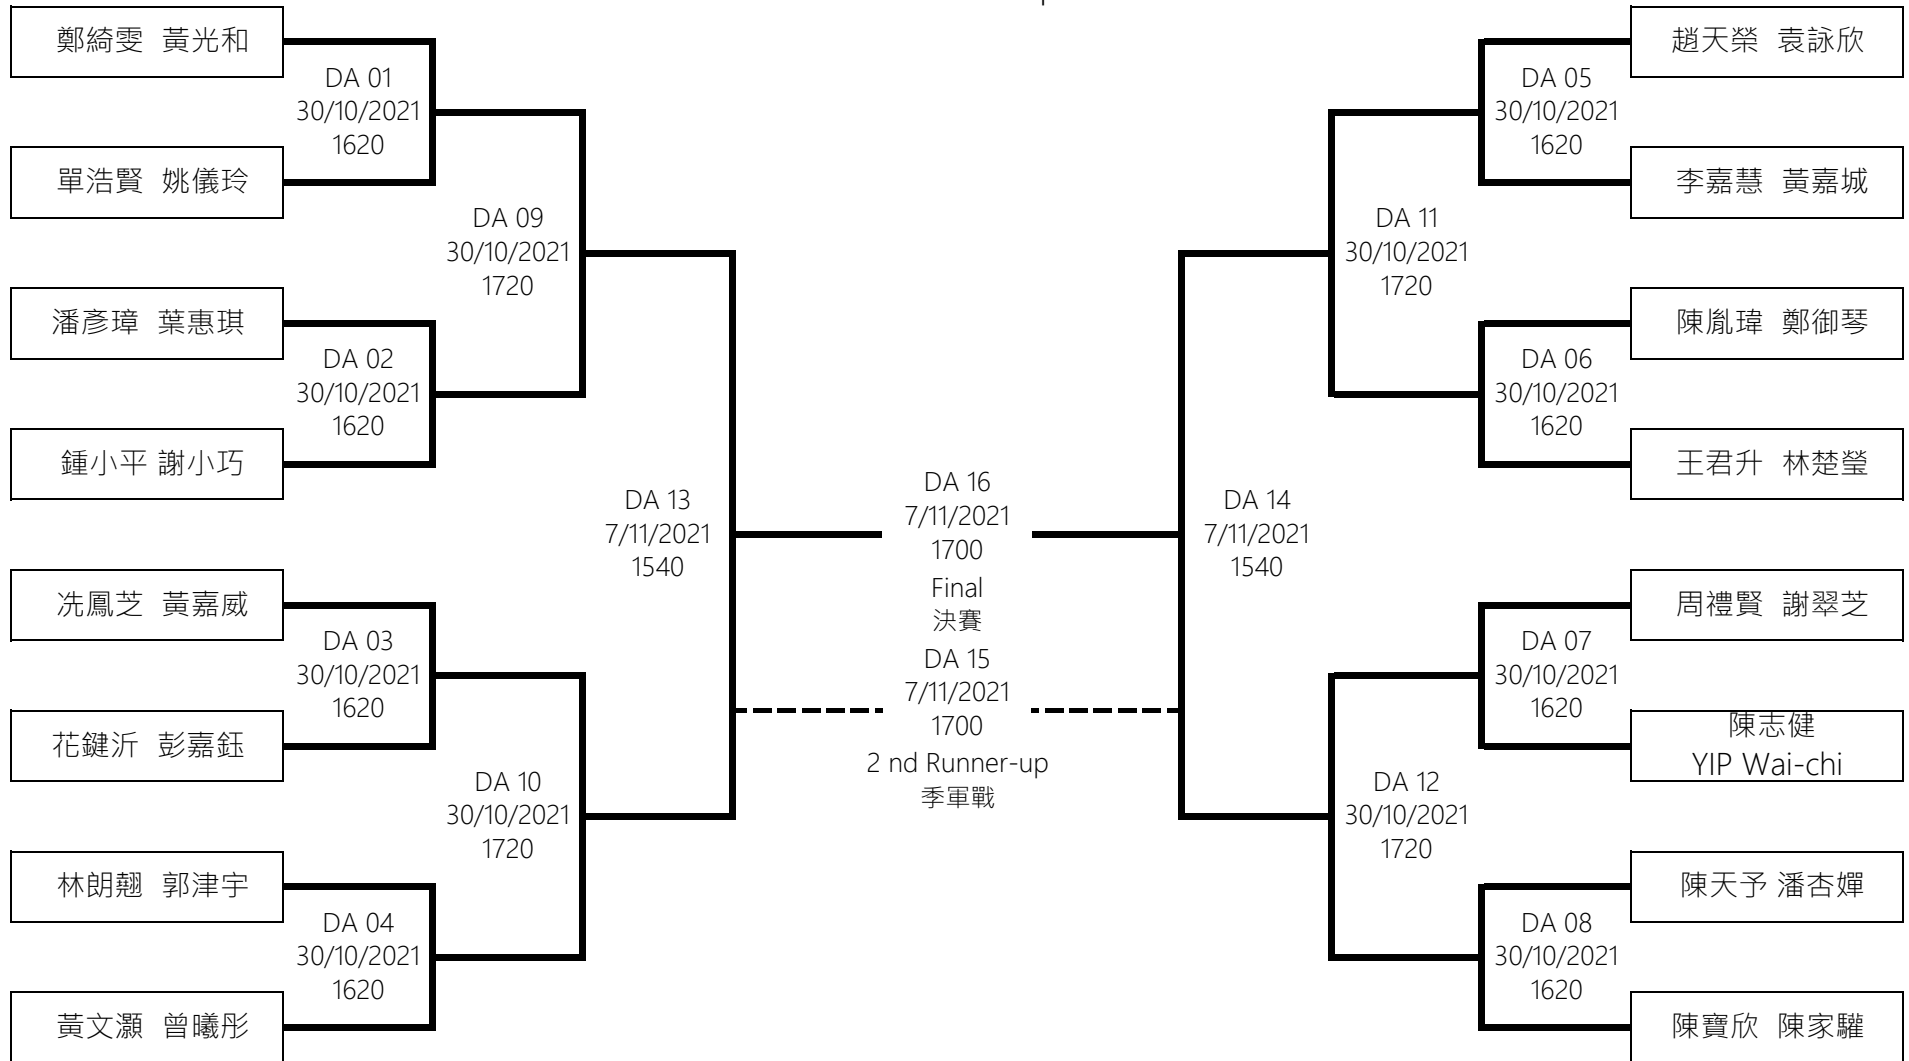 鄭綺雯 黃光和
DA 01
30/10/2021
1620
單浩賢 姚儀玲
DA 09
30/10/2021
1720
潘彥璋 葉惠琪
DA 02
30/10/2021
1620
鍾小平 謝小巧
DA 13
7/11/2021
1540
冼鳳芝 黃嘉威
DA 03
30/10/2021
1620
花鍵沂 彭嘉鈺
DA 10
30/10/2021
1720
林朗翹 郭津宇
DA 04
30/10/2021
1620
黃文灝 曾曦彤
DA 16
7/11/2021
1700
Final
決賽
DA 15
7/11/2021
1700
2 nd Runner-up
季軍戰
趙天榮 袁詠欣
DA 05
30/10/2021
1620
李嘉慧 黃嘉城
DA 11
30/10/2021
1720
陳胤瑋 鄭御琴
DA 06
30/10/2021
1620
王君升 林楚瑩
DA 14
7/11/2021
1540
周禮賢 謝翠芝
DA 07
30/10/2021
1620
陳志健
YIP Wai-chi
DA 12
30/10/2021
1720
陳天予 潘杏嬋
DA 08
30/10/2021
1620
陳寶欣 陳家驩